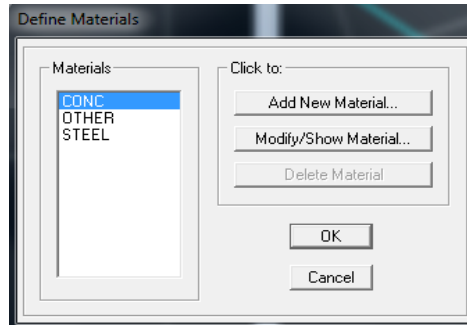 Define Materials
Materials
CONC
OTHER
STEEL
Click to:
Add New Material...
Modify/Show Material...
Delete Material
OK
Cancel